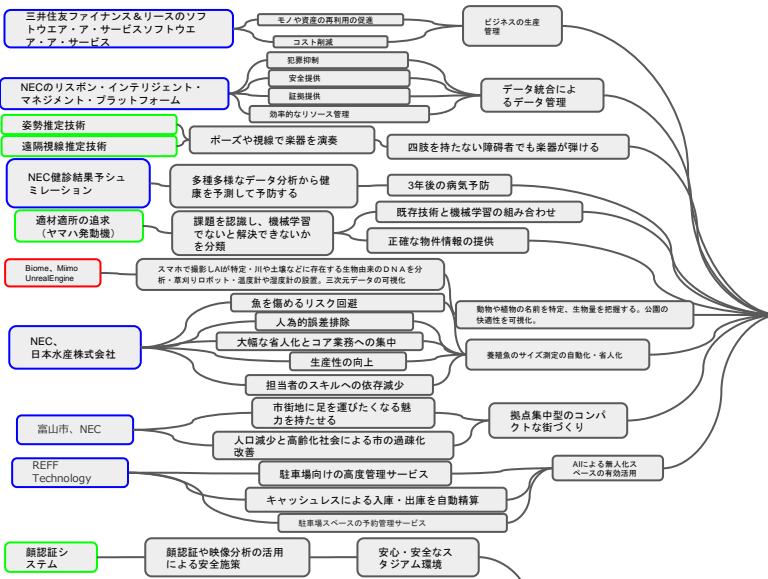 三井住友ファイナンス＆リースのソフ
トウエア・ア・サービスソフトウエ
ア・ア・サービス
モノや資産の再利用の促進
コスト削減
ビジネスの生産
管理
NECのリスポン・インテリジェント・
マネジメント・プラットフォーム
犯罪抑制
安全提供
証拠提供
効率的なリソース管理
データ統合によ
るデータ管理
姿勢推定技術
遠隔視線推定技術
ポーズや視線で楽器を演奏
四肢を持たない障碍者でも楽器が弾ける
NEC健診結果予シュ
ミレーション
多種多様なデータ分析から健
康を予測して予防する
3年後の病気予防
適材適所の追求
（ヤマハ発動機）
課題を認識し、機械学習
でないと解決できないか
を分類
既存技術と機械学習の組み合わせ
正確な物件情報の提供
Biome、Miimo
UnrealEngine
スマホで撮影しAIが特定・川や土壌などに存在する生物由来のＤＮＡを分
析・草刈りロボット・温度計や湿度計の設置。三次元データの可視化
動物や植物の名前を特定、生物量を把握する。公園の
快適性を可視化。
NEC、
日本水産株式会社
魚を傷めるリスク回避
人為的誤差排除
大幅な省人化とコア業務への集中
生産性の向上
担当者のスキルへの依存減少
養殖魚のサイズ測定の自動化・省人化
富山市、NEC
市街地に足を運びたくなる魅
力を持たせる
人口減少と高齢化社会による市の過疎化
改善
拠点集中型のコンパ
クトな街づくり
REFF
Technology
駐車場向けの高度管理サービス
キャッシュレスによる入庫・出庫を自動精算
駐車場スペースの予約管理サービス
AIによる無人化ス
ペースの有効活用
顔認証シ
ステム
顔認証や映像分析の活用
による安全施策
安心・安全なス
タジアム環境